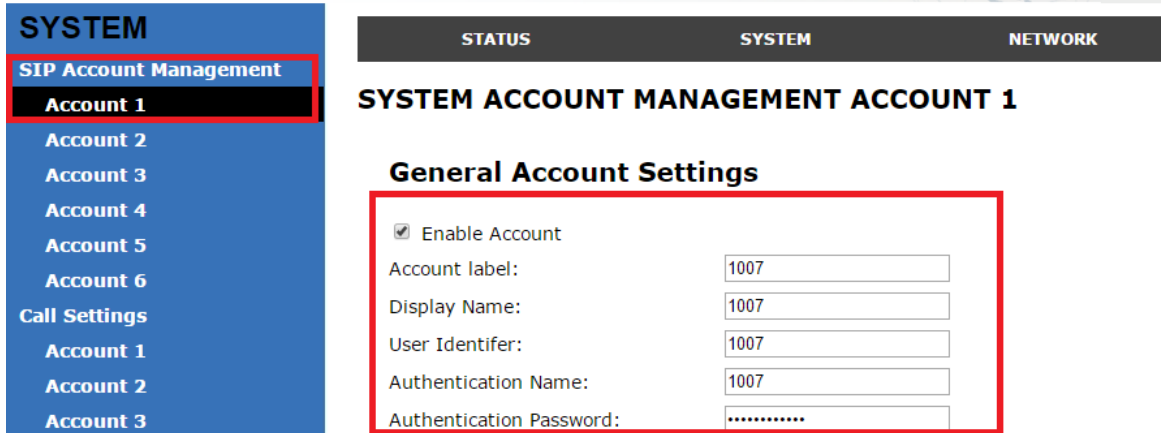 SYSTEM
SIP Account Management
Account 1
Account 2
Account 3
Account 4
Account 5
Account 6
Call Settings
Account 1
Account 2
Account 3
STATUS SYSTEM NETWORK
SYSTEM ACCOUNT MANAGEMENT ACCOUNT 1
General Account Settings
Enable Account
Account label: 1007
Display Name: 1007
User Identifer: 1007
Authentication Name: 1007
Authentication Password: ••••••••••••